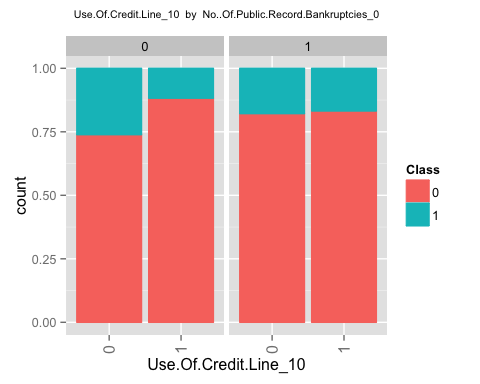 Use.Of.Credit.Line_10 by No..Of.Public.Record.Bankruptcies_0
0 1
1.00
0.75
0.50
0.25
0.00
count
0 1 0 1
Use.Of.Credit.Line_10
Class
0
1